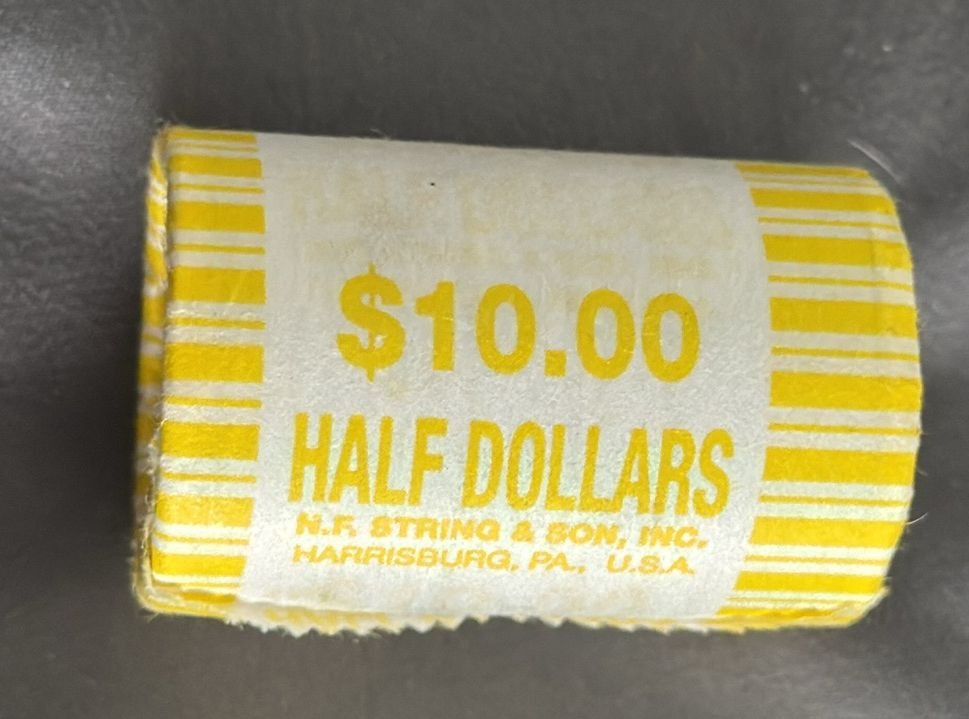 $10.00
HALF DOLLARS
N.F. STRING & SON, INC.
HARRISBURG, PA., U.S.A.